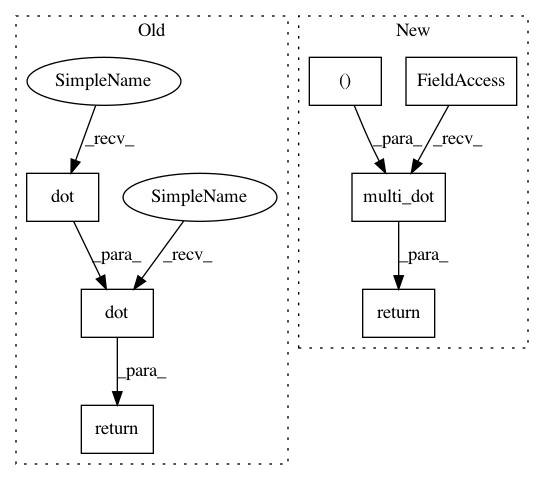 Old
New
SimpleName
()
FieldAccess
_recv_
_para_
_recv_
dot
SimpleName
multi_dot
_para_
_recv_
_para_
dot
return
_para_
return